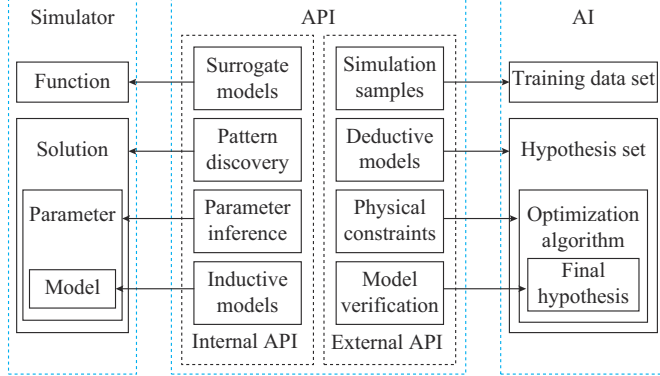 Simulator
API
AI
Function
Surrogate
models
Simulation
samples
Training data set
Solution
Pattern
discovery
Deductive
models
Hypothesis set
Parameter
Parameter
inference
Physical
constraints
Optimization
algorithm
Model
Inductive
models
Model
verification
Final
hypothesis
Internal API
External API